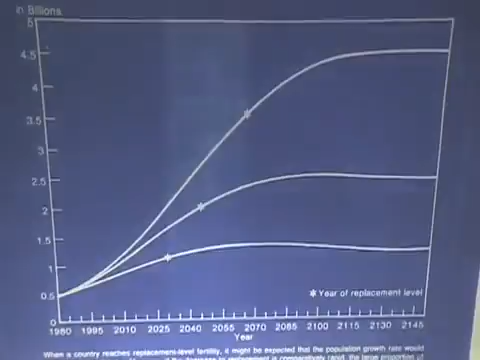 in Billions
5
4.5
4
3.5
3
2.5
2
1.5
1
0.5
0
1980 1995 2010 2025 2040 2055 2070 2085 2100 2115 2130 2145
Year
* Year of replacement level
When a country reaches replacement-level fertility, it might be expected that the population growth rate would